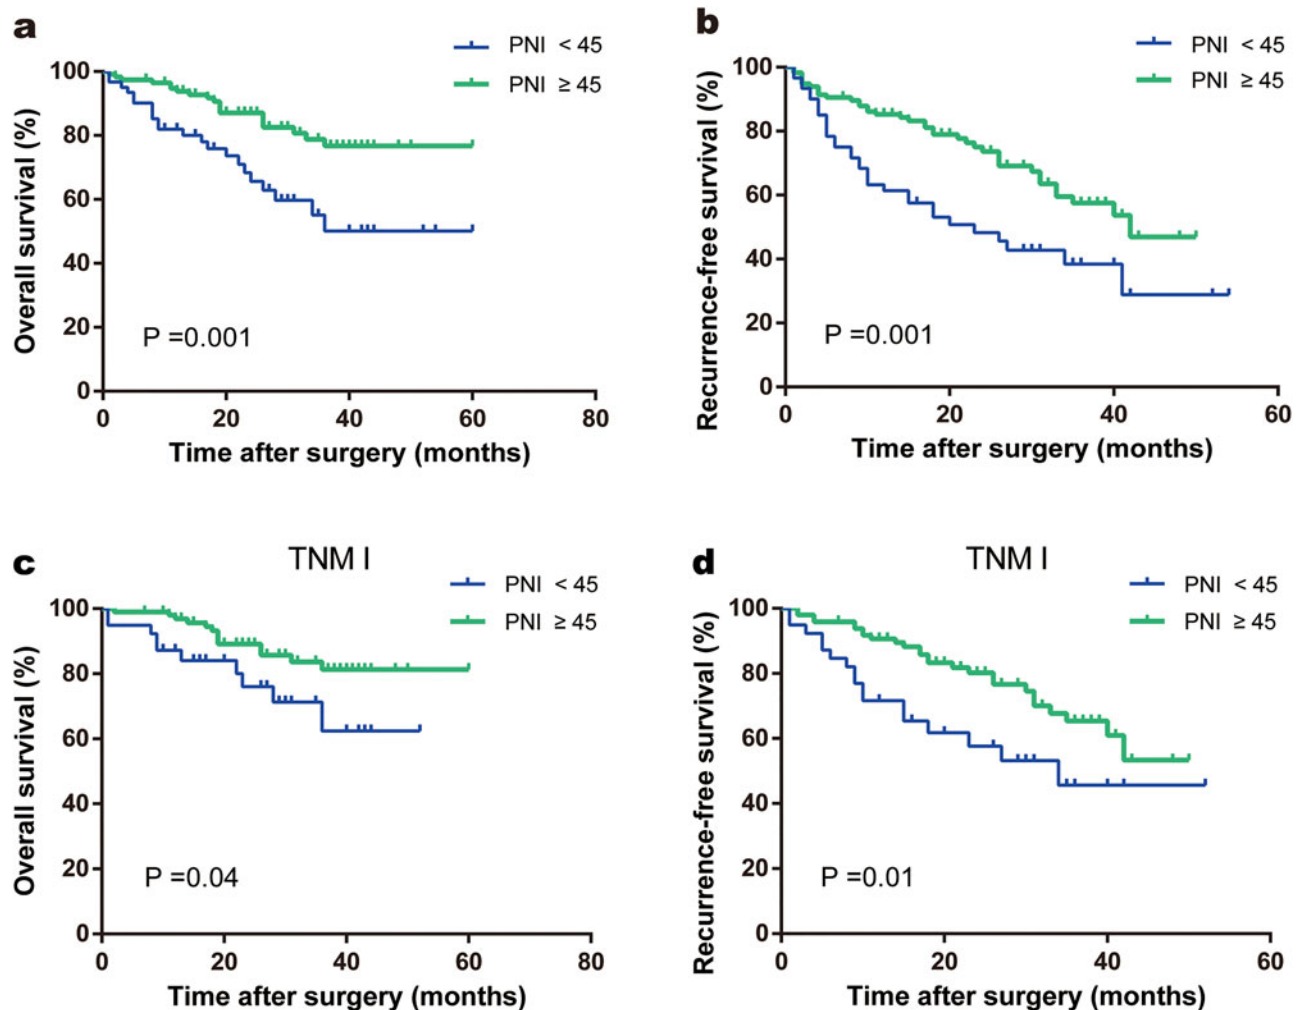 a
PNI < 45
PNI ≥ 45
Overall survival (%)
100
80
60
40
20
0
P =0.001
0 20 40 60 80
Time after surgery (months)
b
PNI < 45
PNI ≥ 45
Recurrence-free survival (%)
100
80
60
40
20
0
P =0.001
0 20 40 60
Time after surgery (months)
c
TNM I
PNI < 45
PNI ≥ 45
Overall survival (%)
100
80
60
40
20
0
P =0.04
0 20 40 60 80
Time after surgery (months)
d
TNM I
PNI < 45
PNI ≥ 45
Recurrence-free survival (%)
100
80
60
40
20
0
P =0.01
0 20 40 60
Time after surgery (months)